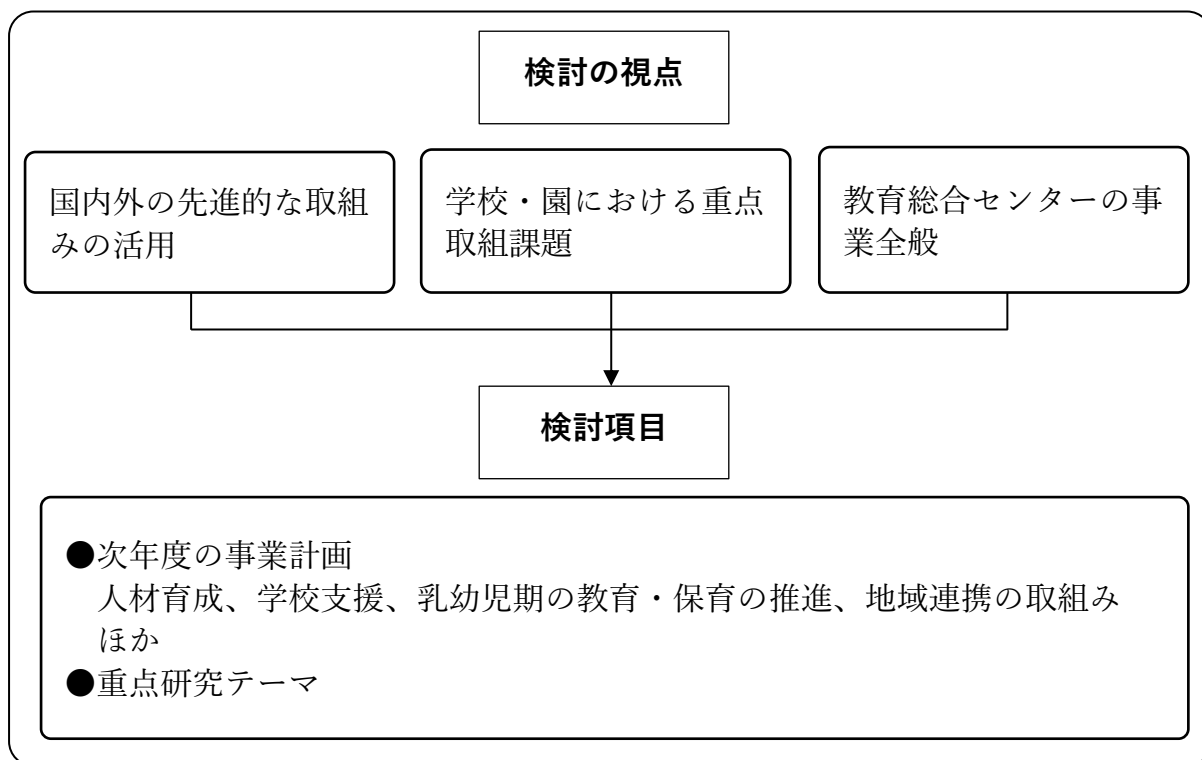 検討の視点
国内外の先進的な取組
みの活用
学校・園における重点
取組課題
教育総合センターの事
業全般
検討項目
●次年度の事業計画
人材育成、学校支援、乳幼児期の教育・保育の推進、地域連携の取組み
ほか
●重点研究テーマ